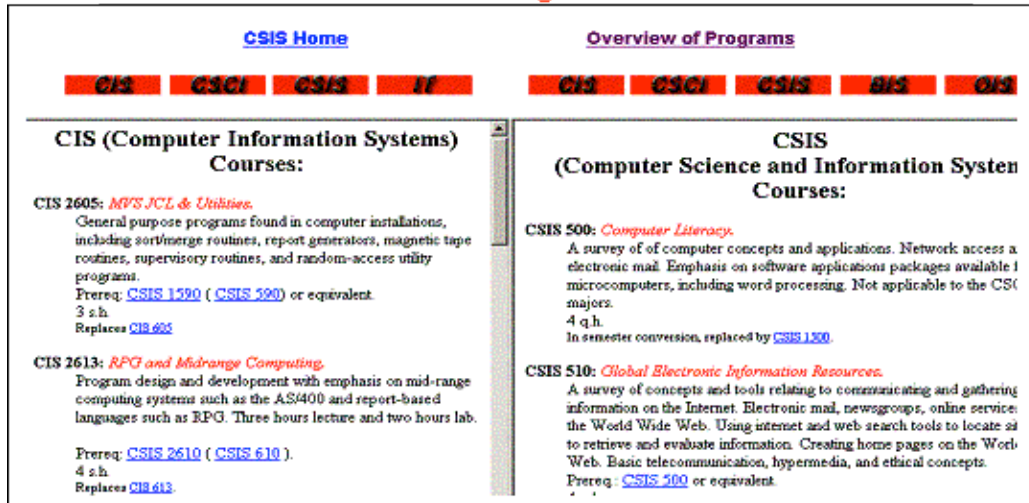 CSIS Home
Overview of Programs
CIS CSCI CSIS IT
CIS CSCI CSIS BIS OIS
CIS (Computer Information Systems)
Courses:
CIS 2605: MVS JCL & Utilities.
General purpose programs found in computer installations,
including sort/merge routines, report generators, magnetic tape
routines, supervisory routines, and random-access utility
programs.
Prereq: CSIS 1590 ( CSIS 590) or equivalent.
3 s.h.
Replaces CIS 605
CIS 2613: RPG and Midrange Computing.
Program design and development with emphasis on mid-range
computing systems such as the AS/400 and report-based
languages such as RPG. Three hours lecture and two hours lab.
Prereq: CSIS 2610 ( CSIS 610 ).
4 s.h.
Replaces CIS 613.
CSIS
(Computer Science and Information System
Courses:
CSIS 500: Computer Literacy.
A survey of of computer concepts and applications. Network access a
electronic mail. Emphasis on software applications packages available f
microcomputers, including word processing. Not applicable to the CSC
majors.
4 q.h.
In semester conversion, replaced by CSIS 1500.
CSIS 510: Global Electronic Information Resources.
A survey of concepts and tools relating to communicating and gathering
information on the Internet. Electronic mail, newsgroups, online service
the World Wide Web. Using internet and web search tools to locate si
to retrieve and evaluate information. Creating home pages on the Worl
Web. Basic telecommunication, hypermedia, and ethical concepts.
Prereq.: CSIS 500 or equivalent.